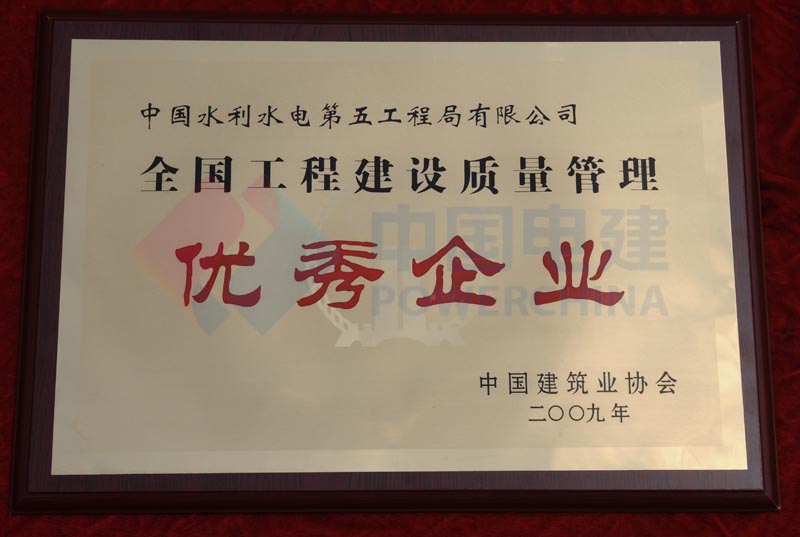 中国水利水电第五工程局有限公司
全国工程建设质量管理
中国电建
POWERCHINA
优秀企业
中国建筑业协会
二〇〇九年